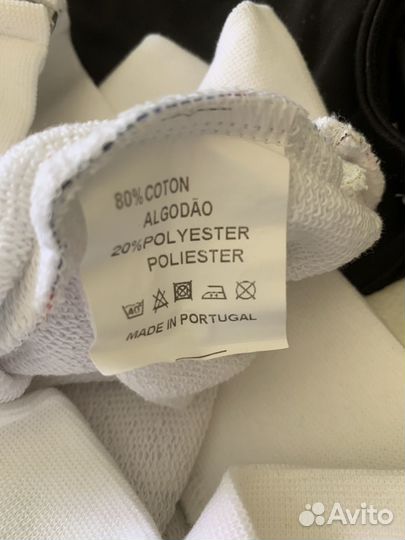 80% COTON
ALGODÃO
20% POLYESTER
POLIESTER
MADE IN PORTUGAL
Avito